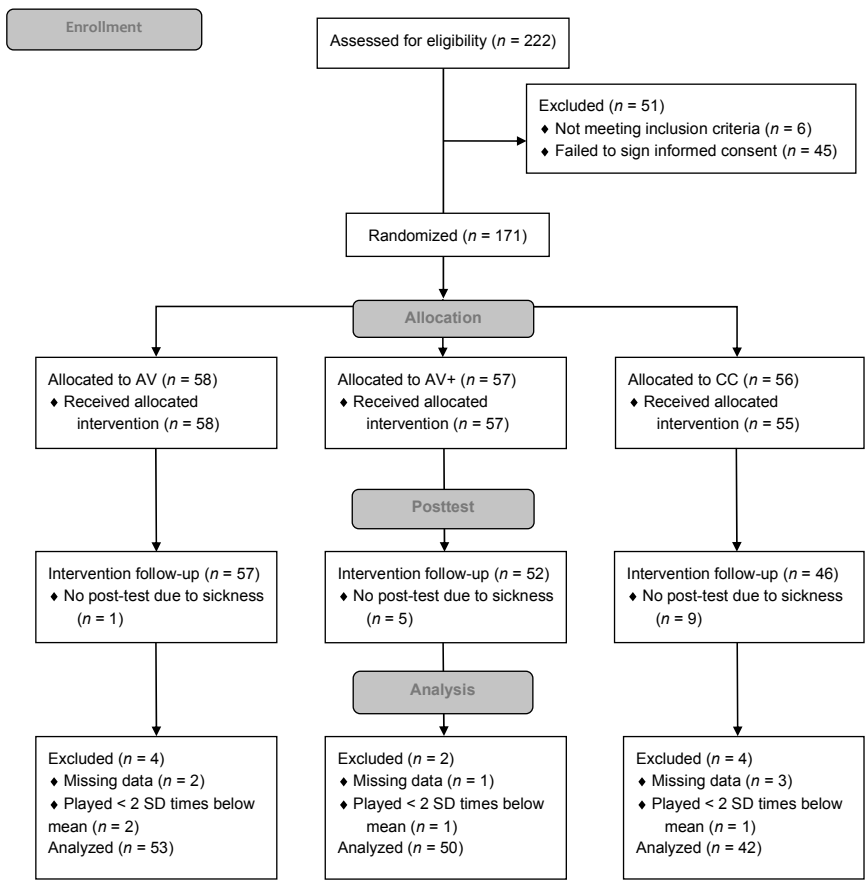 Enrollment
Assessed for eligibility (n = 222)
Excluded (n = 51)
♦ Not meeting inclusion criteria (n = 6)
♦ Failed to sign informed consent (n = 45)
Randomized (n = 171)
Allocation
Allocated to AV (n = 58)
♦ Received allocated
intervention (n = 58)
Allocated to AV+ (n = 57)
♦ Received allocated
intervention (n = 57)
Allocated to CC (n = 56)
♦ Received allocated
intervention (n = 55)
Posttest
Intervention follow-up (n = 57)
♦ No post-test due to sickness
(n = 1)
Intervention follow-up (n = 52)
♦ No post-test due to sickness
(n = 5)
Intervention follow-up (n = 46)
♦ No post-test due to sickness
(n = 9)
Analysis
Excluded (n = 4)
♦ Missing data (n = 2)
♦ Played < 2 SD times below
mean (n = 2)
Analyzed (n = 53)
Excluded (n = 2)
♦ Missing data (n = 1)
♦ Played < 2 SD times below
mean (n = 1)
Analyzed (n = 50)
Excluded (n = 4)
♦ Missing data (n = 3)
♦ Played < 2 SD times below
mean (n = 1)
Analyzed (n = 42)